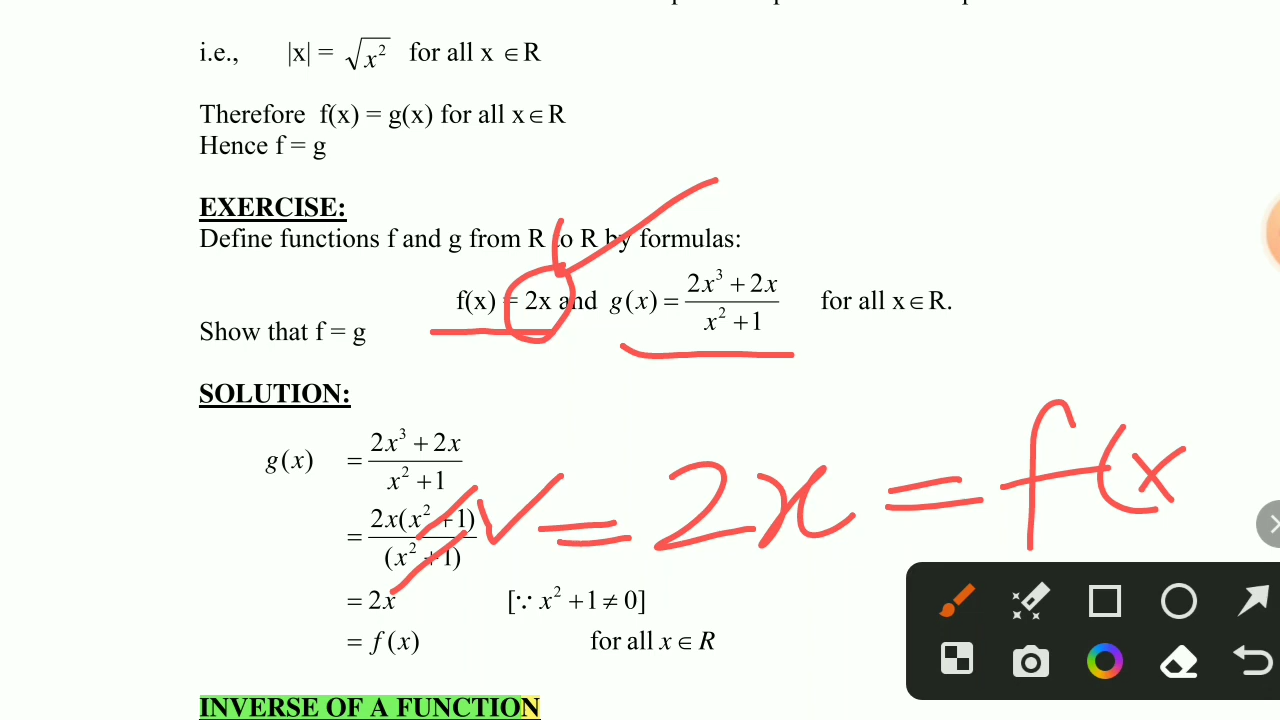 i.e., |x| = √x² for all x ∈ R
Therefore f(x) = g(x) for all x ∈ R
Hence f = g
EXERCISE:
Define functions f and g from R to R by formulas:
f(x) = 2x and g(x) = (2x³ + 2x)/(x² + 1) for all x ∈ R.
Show that f = g
SOLUTION:
g(x) = (2x³ + 2x)/(x² + 1)
= 2x(x² + 1)/(x² + 1) = 2x = f(x
= 2x [∵ x² + 1 ≠ 0]
= f(x) for all x ∈ R
INVERSE OF A FUNCTION